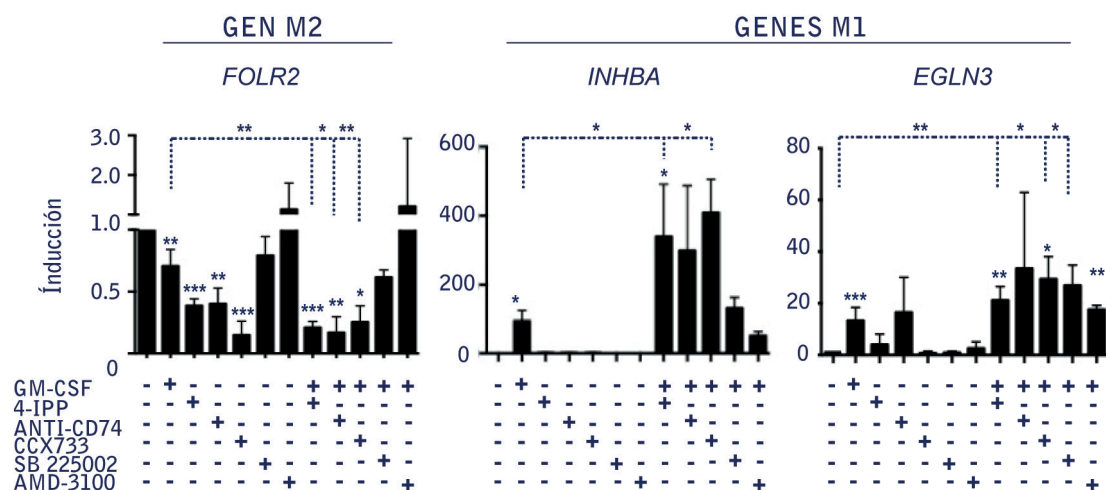 GEN M2 GENES M1
FOLR2 INHBA EGLN3
Índucción
3.0
2.0
1.0
0.5
0
** * **
** *** ** *** *** ** *
600
400
200
0
* *
* *
80
60
40
20
0
** * *
*** ** * **
GM-CSF - + - - - - - + + + + + - + - - - - - + + + + + - + - - - - - + + + + +
4-IPP - - + - - - - + - - - - - - + - - - - + - - - - - - + - - - - + - - - -
ANTI-CD74 - - - + - - - - + - - - - - - + - - - - + - - - - - - + - - - - + - - -
CCX733 - - - - + - - - - + - - - - - - + - - - - + - - - - - - + - - - - + - -
SB 225002 - - - - - + - - - - + - - - - - - + - - - - + - - - - - - + - - - - + -
AMD-3100 - - - - - - + - - - - + - - - - - - + - - - - + - - - - - - + - - - - +